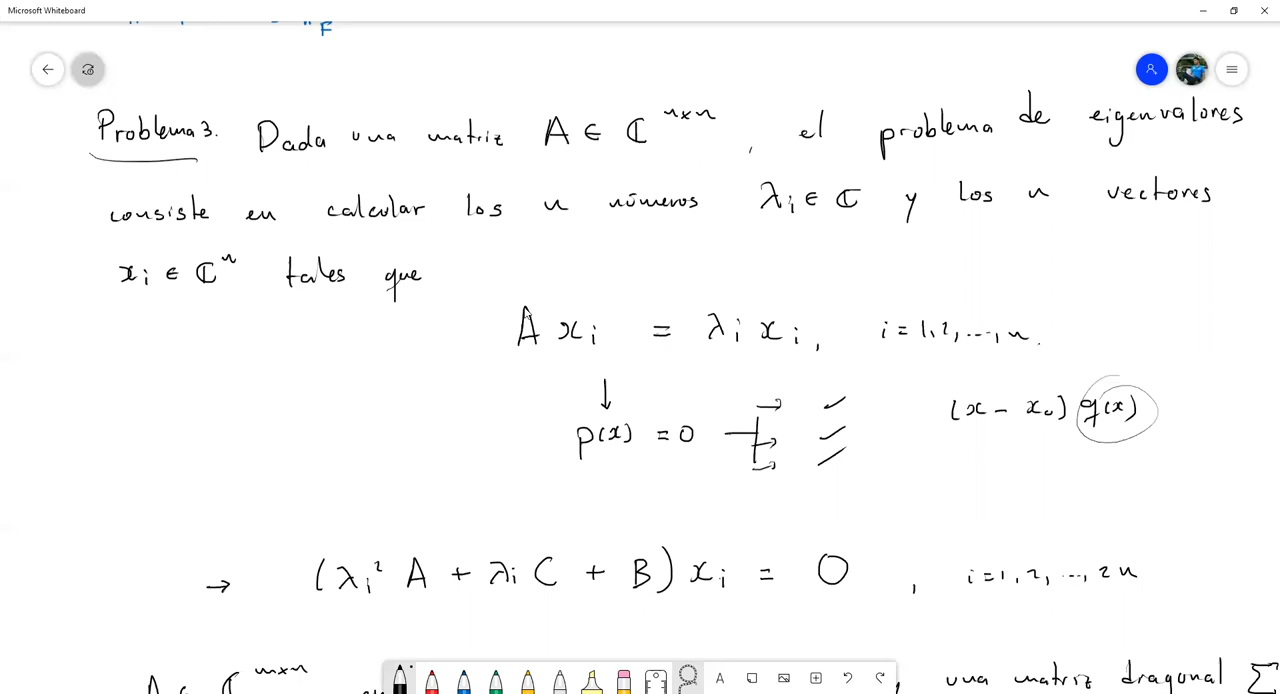 Microsoft Whiteboard
F
Problema 3. Dada una matriz A ∈ ℂ^{n×n}, el problema de eigenvalores
consiste en calcular los n números λ_i ∈ ℂ y los n vectores
x_i ∈ ℂ^n tales que
A x_i = λ_i x_i, i = 1, 2, ..., n.
↓
p(x) = 0 → ✓ → ✓ → ✓ (x - x_0) q(x)
→ (λ_i² A + λ_i C + B) x_i = 0, i = 1, 2, ..., 2n
A ∈ ℂ^{m×n} una matriz diagonal Σ